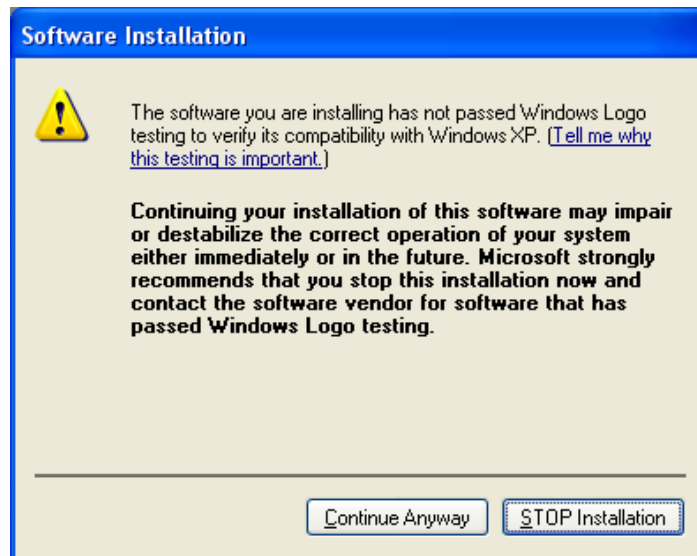 Software Installation
The software you are installing has not passed Windows Logo
testing to verify its compatibility with Windows XP. (Tell me why
this testing is important.)
Continuing your installation of this software may impair
or destabilize the correct operation of your system
either immediately or in the future. Microsoft strongly
recommends that you stop this installation now and
contact the software vendor for software that has
passed Windows Logo testing.
Continue Anyway
STOP Installation